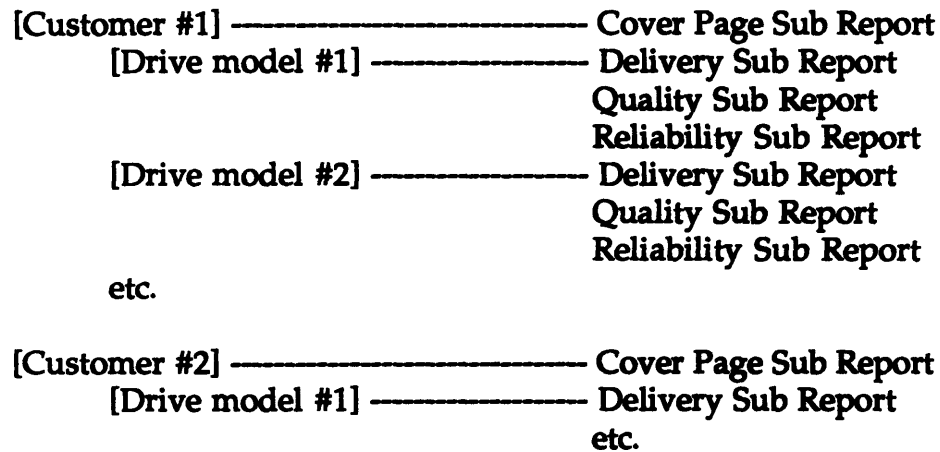 [Customer #1] ---------------------------- Cover Page Sub Report
[Drive model #1] ----------------- Delivery Sub Report
Quality Sub Report
Reliability Sub Report
[Drive model #2] ----------------- Delivery Sub Report
Quality Sub Report
Reliability Sub Report
etc.
[Customer #2] ---------------------------- Cover Page Sub Report
[Drive model #1] ----------------- Delivery Sub Report
etc.